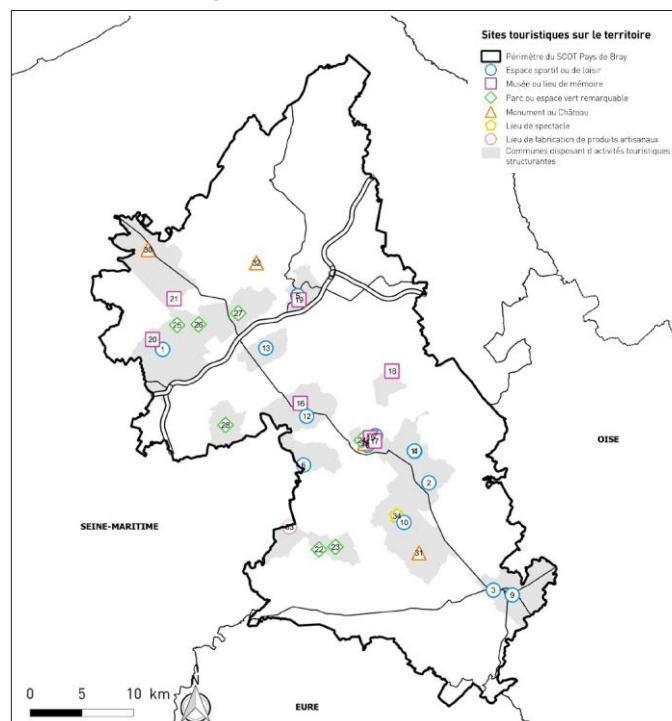 Sites touristiques sur le territoire
Périmètre du SCOT Pays de Bray
Espace sportif ou de loisir
Musée ou lieu de mémoire
Parc ou espace vert remarquable
Monument ou Château
Lieu de spectacle
Lieu de fabrication de produits artisanaux
Communes disposant d'activités touristiques
structurantes
30
32
21
19
27
25
26
20
1
13
18
16
12
28
17
6
2
34
10
33
22
23
31
3
9
OISE
SEINE-MARITIME
EURE
N
0 5 10 km